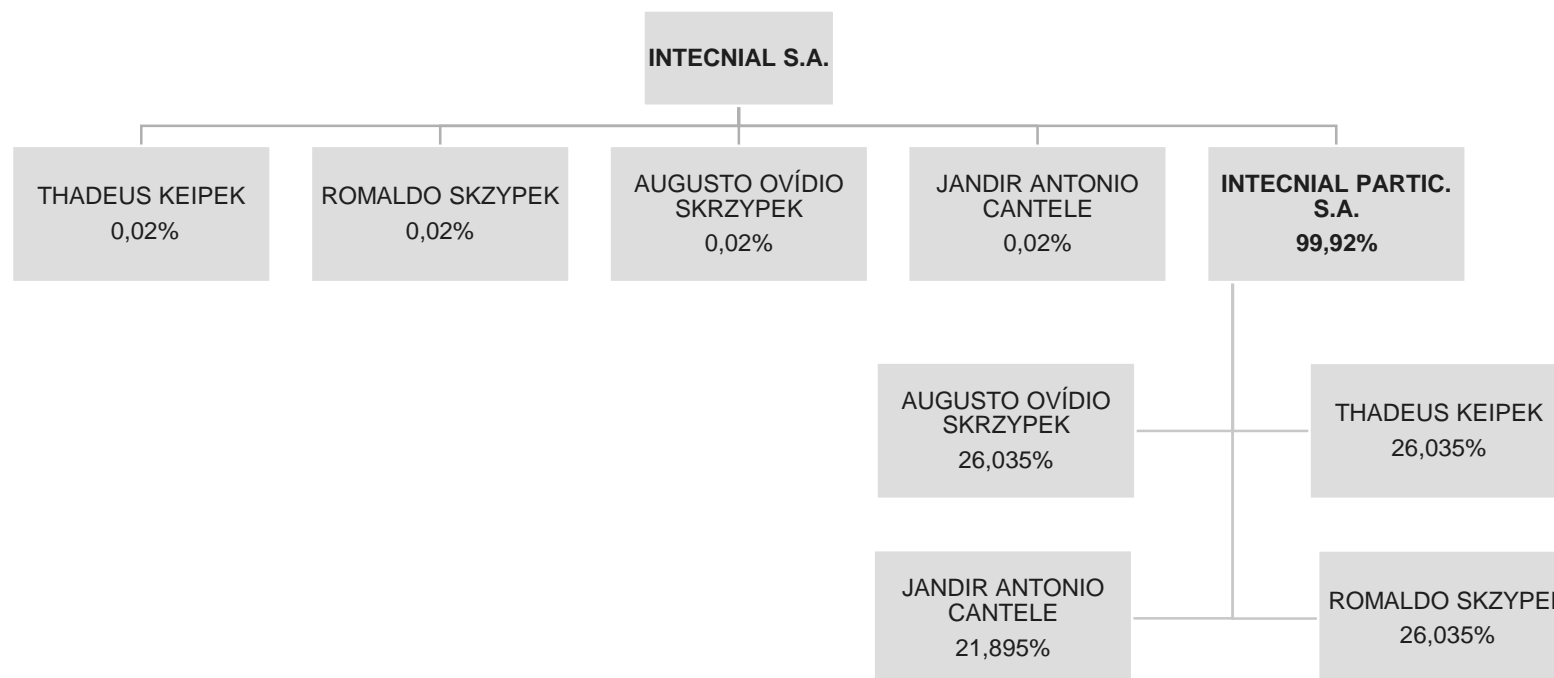 INTECNIAL S.A.
THADEUS KEIPEK
0,02%
ROMALDO SKZYPEK
0,02%
AUGUSTO OVÍDIO
SKRZYPEK
0,02%
JANDIR ANTONIO
CANTELE
0,02%
INTECNIAL PARTIC.
S.A.
99,92%
AUGUSTO OVÍDIO
SKRZYPEK
26,035%
THADEUS KEIPEK
26,035%
JANDIR ANTONIO
CANTELE
21,895%
ROMALDO SKZYPEK
26,035%